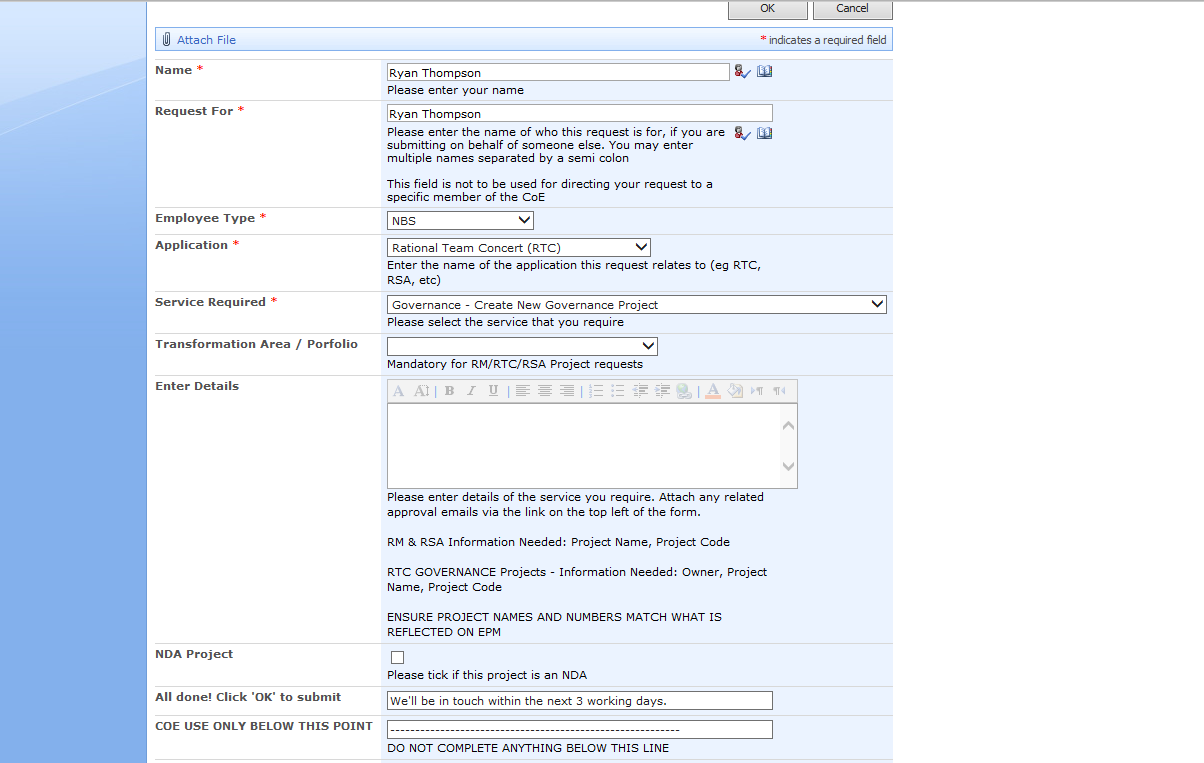 OK Cancel
Attach File * indicates a required field
Name * Ryan Thompson
Please enter your name
Request For * Ryan Thompson
Please enter the name of who this request is for, if you are
submitting on behalf of someone else. You may enter
multiple names separated by a semi colon
This field is not to be used for directing your request to a
specific member of the CoE
Employee Type * NBS
Application * Rational Team Concert (RTC)
Enter the name of the application this request relates to (eg RTC,
RSA, etc)
Service Required * Governance - Create New Governance Project
Please select the service that you require
Transformation Area / Porfolio
Mandatory for RM/RTC/RSA Project requests
Enter Details
A A B I U A
Please enter details of the service you require. Attach any related
approval emails via the link on the top left of the form.
RM & RSA Information Needed: Project Name, Project Code
RTC GOVERNANCE Projects - Information Needed: Owner, Project
Name, Project Code
ENSURE PROJECT NAMES AND NUMBERS MATCH WHAT IS
REFLECTED ON EPM
NDA Project
Please tick if this project is an NDA
All done! Click 'OK' to submit We'll be in touch within the next 3 working days.
COE USE ONLY BELOW THIS POINT ----------------------------------------------------------
DO NOT COMPLETE ANYTHING BELOW THIS LINE